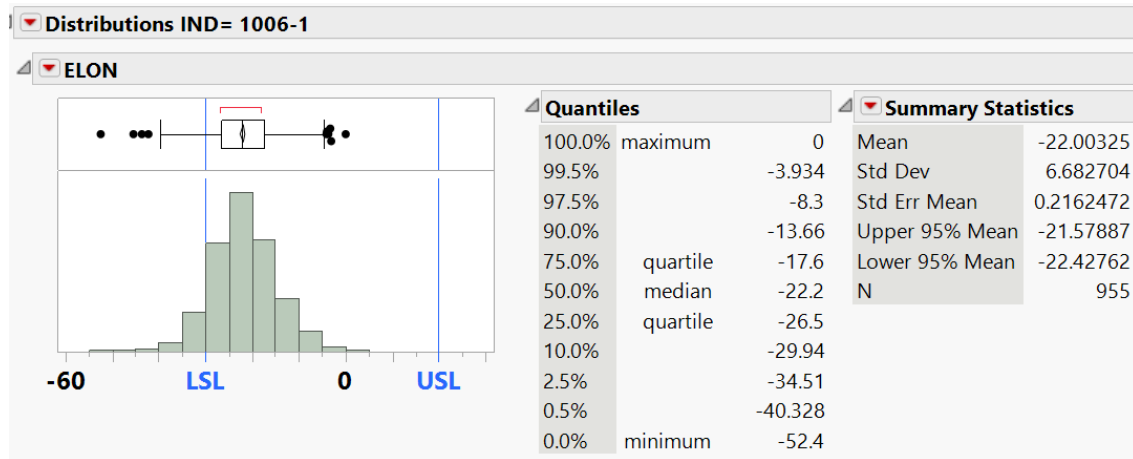 Distributions IND= 1006-1
ELON
-60 LSL 0 USL
Quantiles
100.0% maximum 0
99.5% -3.934
97.5% -8.3
90.0% -13.66
75.0% quartile -17.6
50.0% median -22.2
25.0% quartile -26.5
10.0% -29.94
2.5% -34.51
0.5% -40.328
0.0% minimum -52.4
Summary Statistics
Mean -22.00325
Std Dev 6.682704
Std Err Mean 0.2162472
Upper 95% Mean -21.57887
Lower 95% Mean -22.42762
N 955